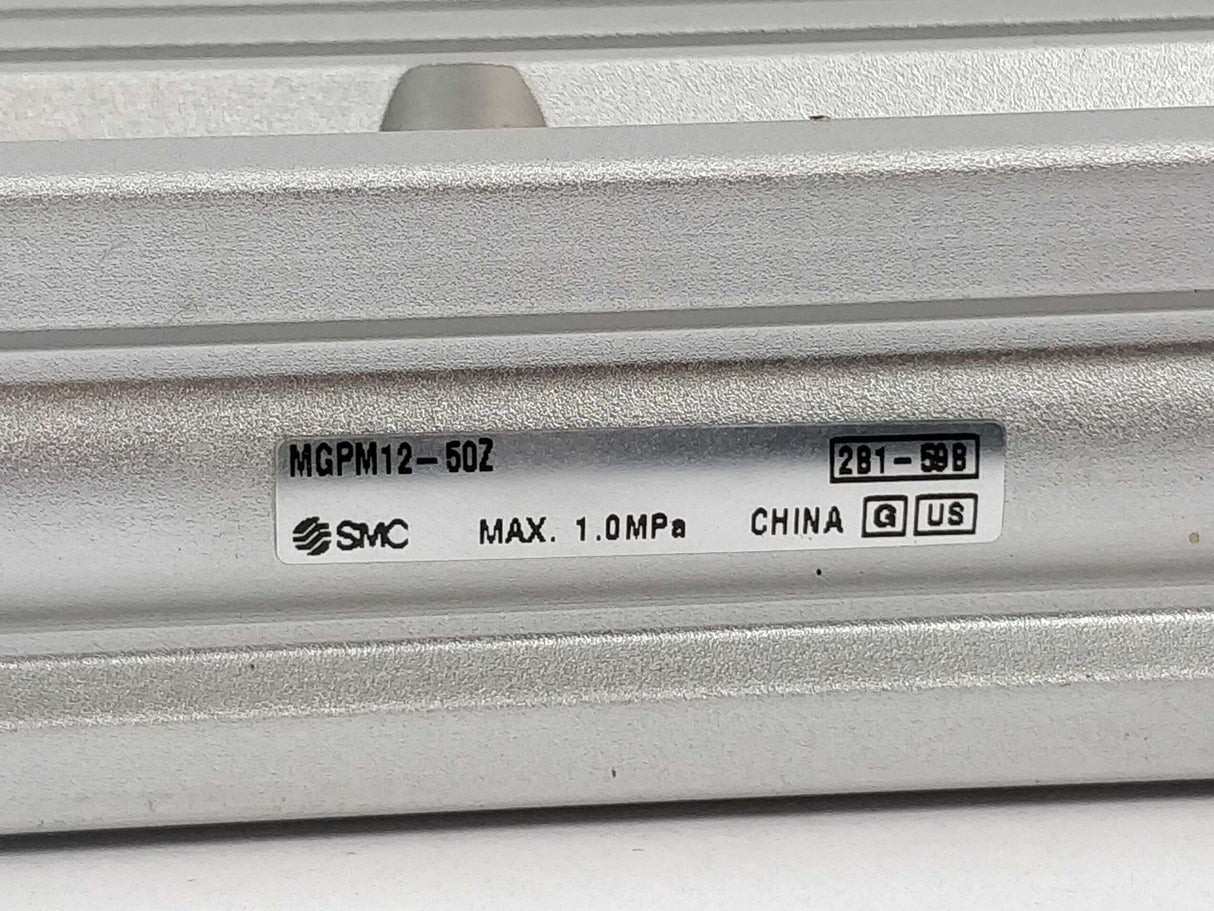 MGPM12-50Z 2B1-59B
SMC MAX. 1.0MPa CHINA G US